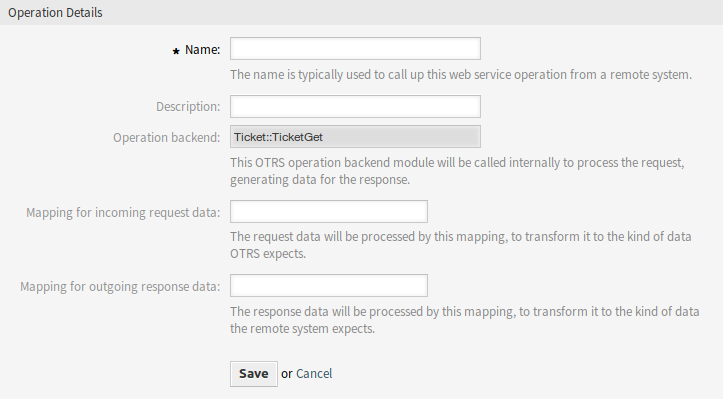 Operation Details
★ Name:
The name is typically used to call up this web service operation from a remote system.
Description:
Operation backend: Ticket::TicketGet
This OTRS operation backend module will be called internally to process the request,
generating data for the response.
Mapping for incoming request data:
The request data will be processed by this mapping, to transform it to the kind of data
OTRS expects.
Mapping for outgoing response data:
The response data will be processed by this mapping, to transform it to the kind of data
the remote system expects.
Save or Cancel